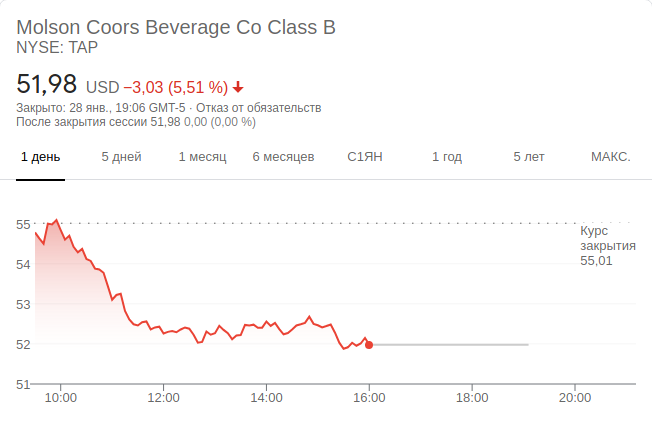 Molson Coors Beverage Co Class B
NYSE: TAP
51,98 USD −3,03 (5,51 %)
Закрыто: 28 янв., 19:06 GMT-5 · Отказ от обязательств
После закрытия сессии 51,98 0,00 (0,00 %)
1 день 5 дней 1 месяц 6 месяцев С1ЯН 1 год 5 лет МАКС.
55
Курс
закрытия
55,01
54
53
52
51
10:00 12:00 14:00 16:00 18:00 20:00